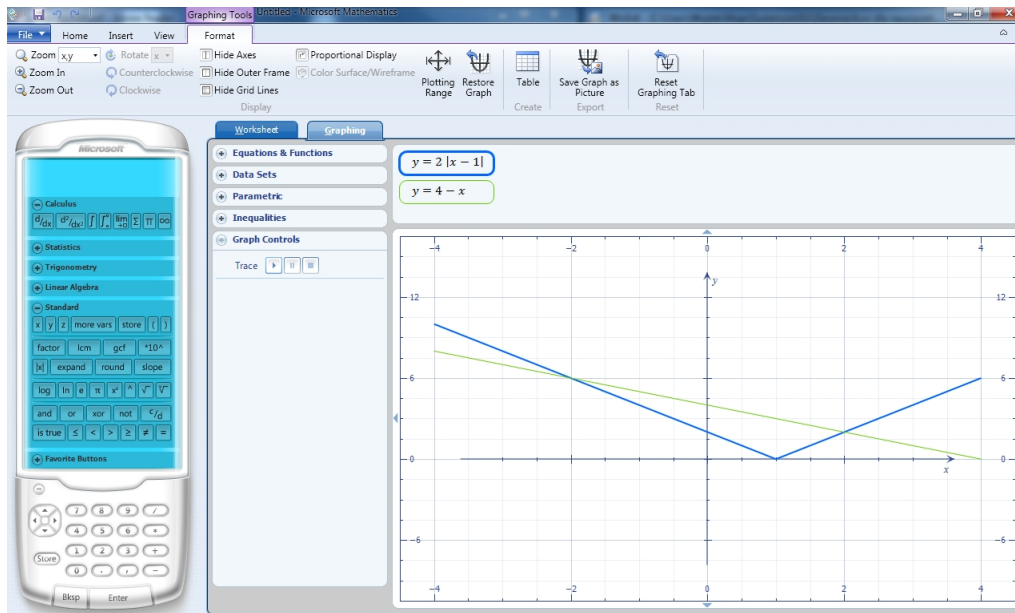 Graphing Tools Untitled - Microsoft Mathematics
File Home Insert View Format
Zoom x,y Rotate x Hide Axes Proportional Display
Zoom In Counterclockwise Hide Outer Frame Color Surface/Wireframe
Zoom Out Clockwise Hide Grid Lines
Plotting Range
Restore Graph
Table
Save Graph as Picture
Reset Graphing Tab
Display Create Export Reset
Microsoft
Calculus
d/dx d²/dx² ∫ lim Σ π ∞
Statistics
Trigonometry
Linear Algebra
Standard
x y z more vars store ( )
factor lcm gcf *10^
|x| expand round slope
log ln e π x² ^ √ ∛
and or xor not c/d
is true ≤ < > ≥ ≠ =
Favorite Buttons
7 8 9 /
4 5 6 *
Store 1 2 3 +
0 . , −
Bksp Enter
Worksheet Graphing
Equations & Functions
Data Sets
Parametric
Inequalities
Graph Controls
Trace
y = 2 |x − 1|
y = 4 − x
−4 −2 0 2 4
y
12 12
6 6
0 0
x
−6 −6
−4 −2 0 2 4